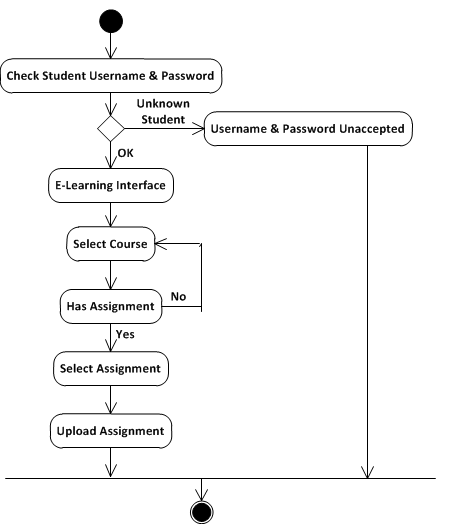 Check Student Username & Password
Unknown
Student
Username & Password Unaccepted
OK
E-Learning Interface
Select Course
Has Assignment
No
Yes
Select Assignment
Upload Assignment